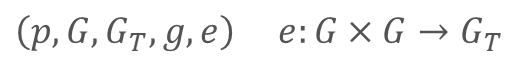 (p, G, G_T, g, e)   e: G × G → G_T